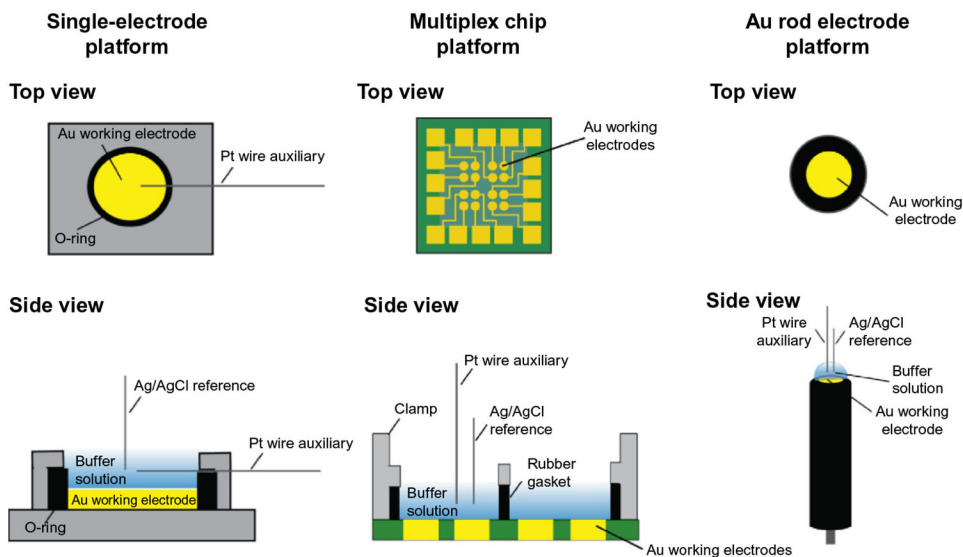 Single-electrode
platform
Multiplex chip
platform
Au rod electrode
platform
Top view
Au working electrode
Pt wire auxiliary
O-ring
Top view
Au working
electrodes
Top view
Au working
electrode
Side view
Ag/AgCl reference
Pt wire auxiliary
Buffer
solution
Au working electrode
O-ring
Side view
Pt wire auxiliary
Clamp
Ag/AgCl
reference
Rubber
gasket
Buffer
solution
Au working electrodes
Side view
Pt wire
auxiliary
Ag/AgCl
reference
Buffer
solution
Au working
electrode